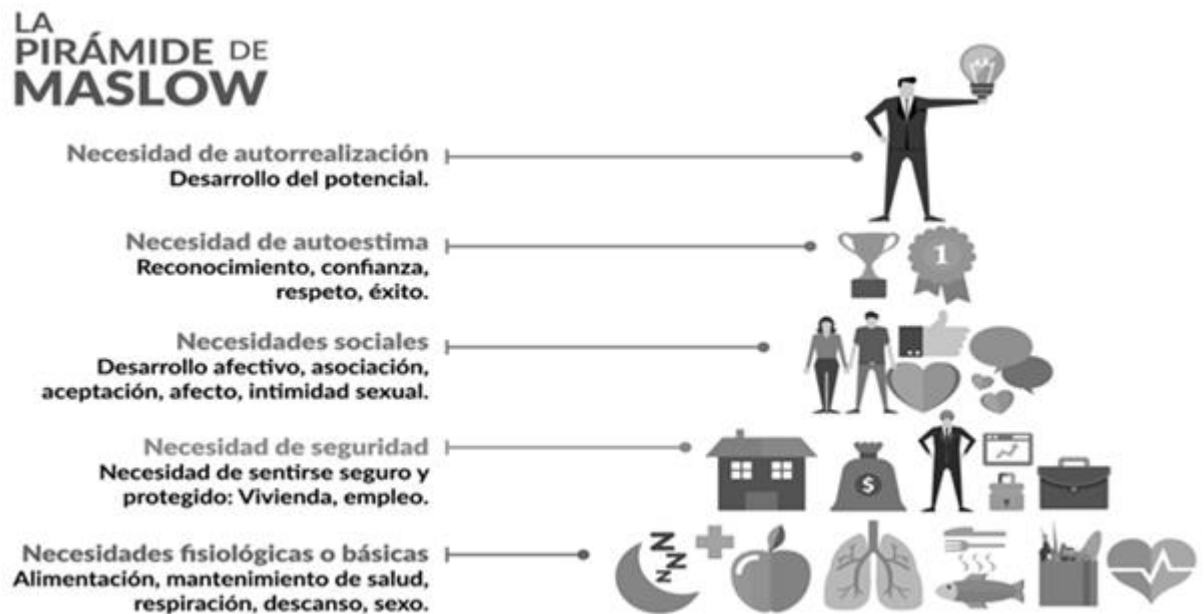 LA
PIRÁMIDE DE
MASLOW
Necesidad de autorrealización
Desarrollo del potencial.
Necesidad de autoestima
Reconocimiento, confianza,
respeto, éxito.
1
Necesidades sociales
Desarrollo afectivo, asociación,
aceptación, afecto, intimidad sexual.
Necesidad de seguridad
Necesidad de sentirse seguro y
protegido: Vivienda, empleo.
$
Necesidades fisiológicas o básicas
Alimentación, mantenimiento de salud,
respiración, descanso, sexo.
N
N
N
N